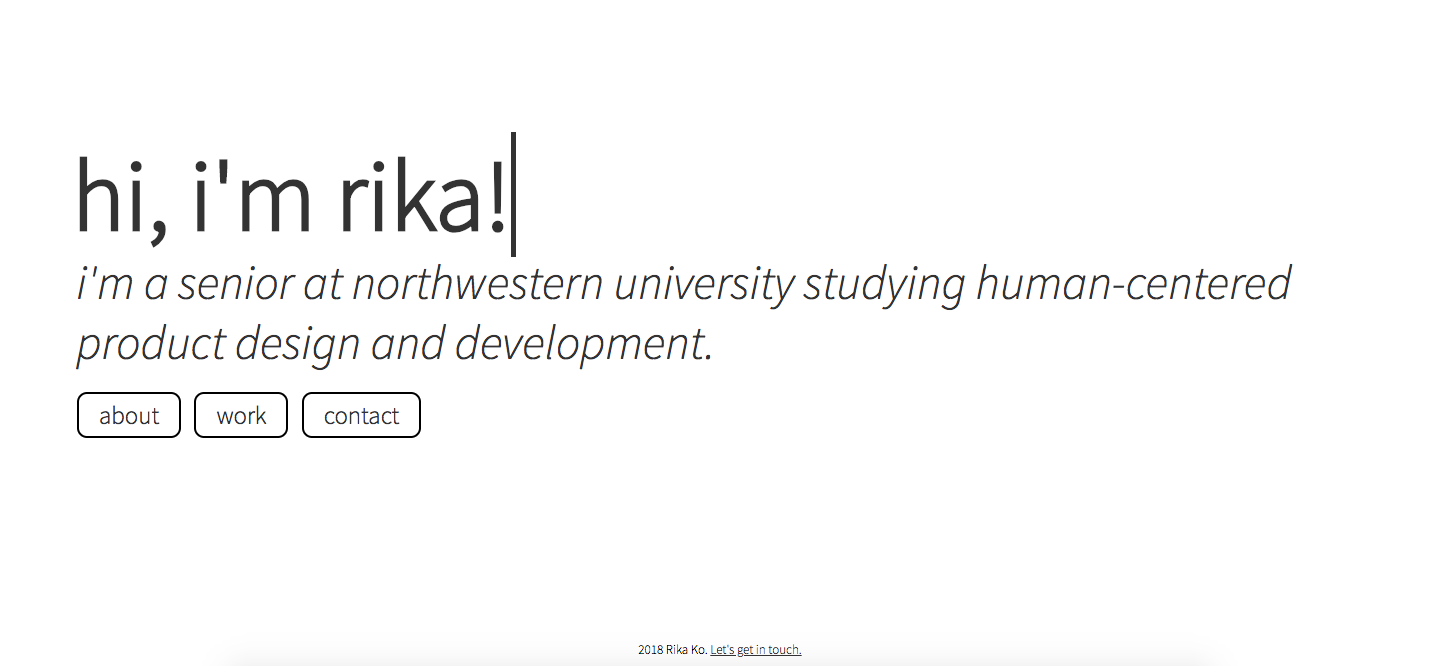 hi, i'm rika!
i'm a senior at northwestern university studying human-centered
product design and development.
about work contact
2018 Rika Ko. Let's get in touch.